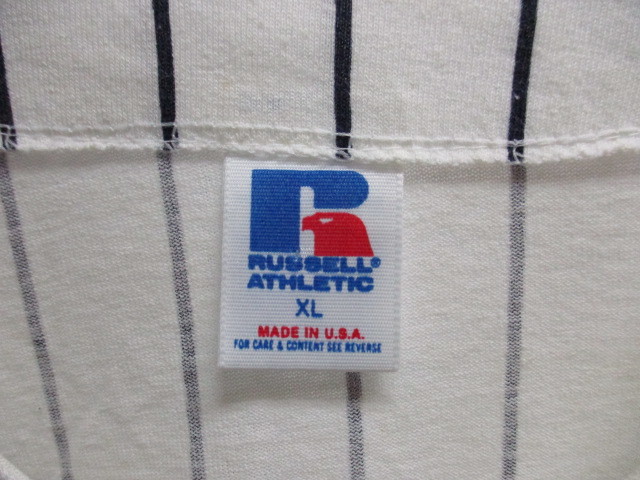 RUSSELL®
ATHLETIC
XL
MADE IN U.S.A.
FOR CARE & CONTENT SEE REVERSE